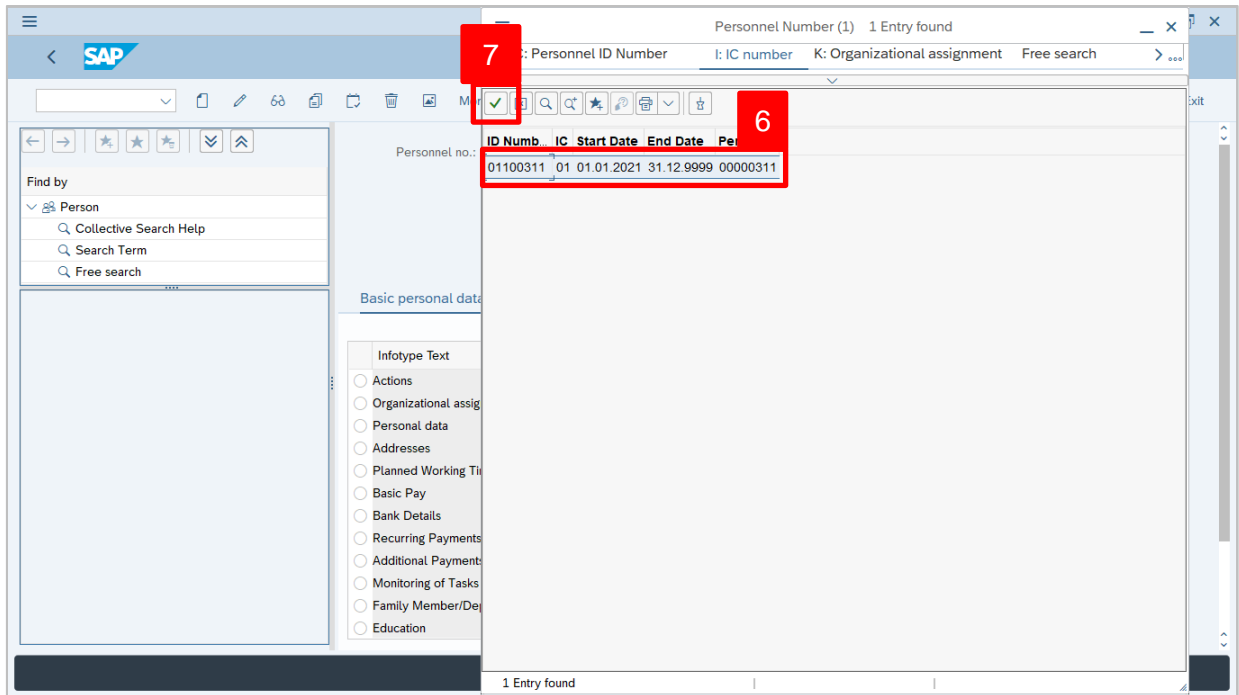 Personnel Number (1) 1 Entry found
SAP
7
: Personnel ID Number I: IC number K: Organizational assignment Free search
6
Exit
ID Numb... IC Start Date End Date Per
01100311 01 01.01.2021 31.12.9999 00000311
Personnel no.:
Find by
Person
Collective Search Help
Search Term
Free search
Basic personal data
Infotype Text
Actions
Organizational assig
Personal data
Addresses
Planned Working Ti
Basic Pay
Bank Details
Recurring Payments
Additional Payment
Monitoring of Tasks
Family Member/De
Education
1 Entry found